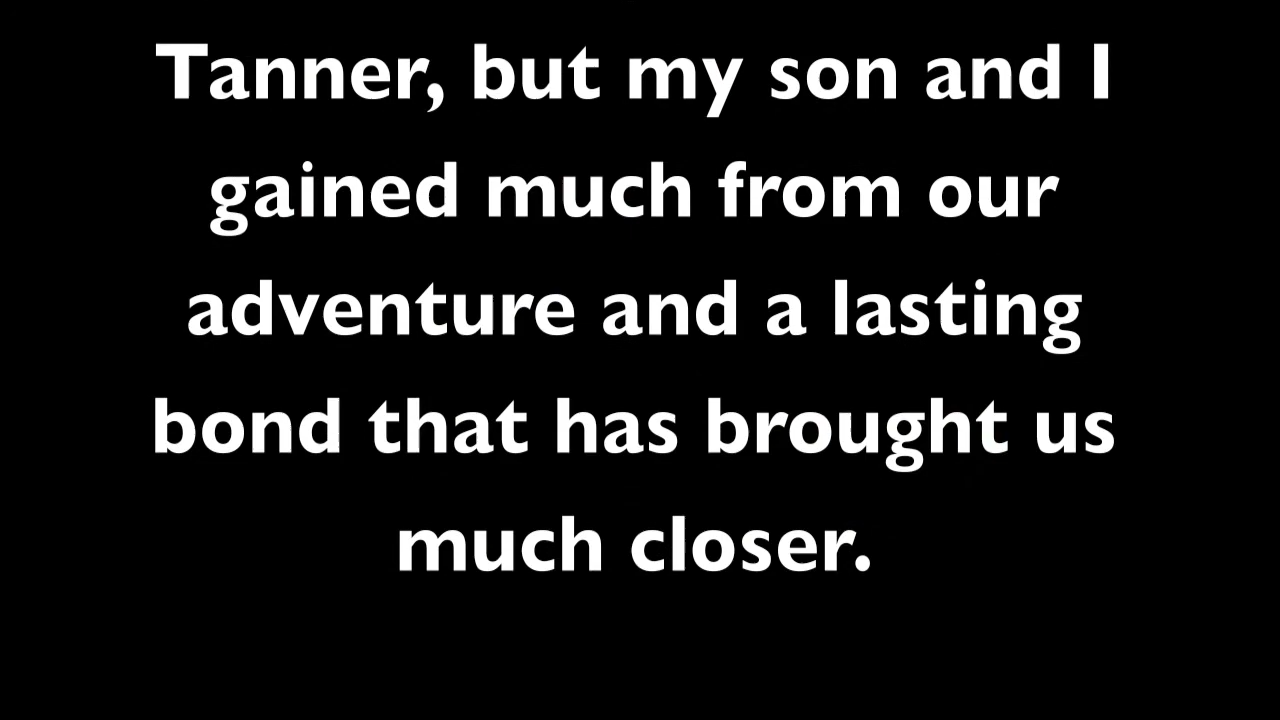 Tanner, but my son and I
gained much from our
adventure and a lasting
bond that has brought us
much closer.